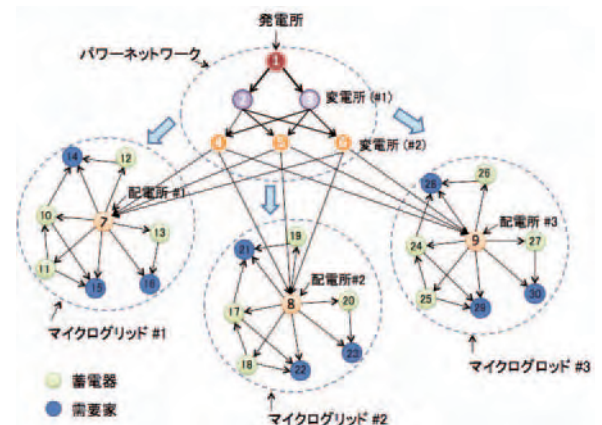 発電所
パワーネットワーク
1
2
3
変電所 (#1)
4
5
6
変電所 (#2)
14
12
配電所 #1
10
7
13
11
15
16
マイクログリッド #1
19
21
配電所#2
17
8
20
18
22
23
マイクログリッド #2
26
28
配電所 #3
24
9
27
25
29
30
マイクログロッド #3
蓄電器
需要家